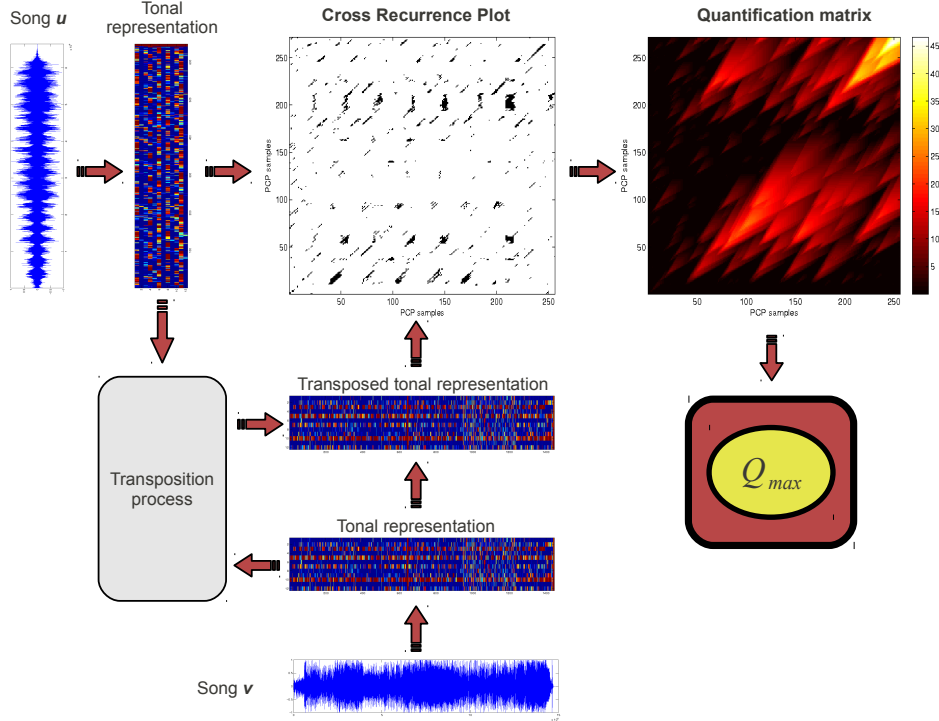 Song u
Tonal
representation
Cross Recurrence Plot
Quantification matrix
250
200
150
100
50
PCP samples
50 100 150 200 250
PCP samples
250
200
150
100
50
PCP samples
50 100 150 200 250
PCP samples
45
40
35
30
25
20
15
10
5
Transposition
process
Transposed tonal representation
Tonal representation
Song v
Q max